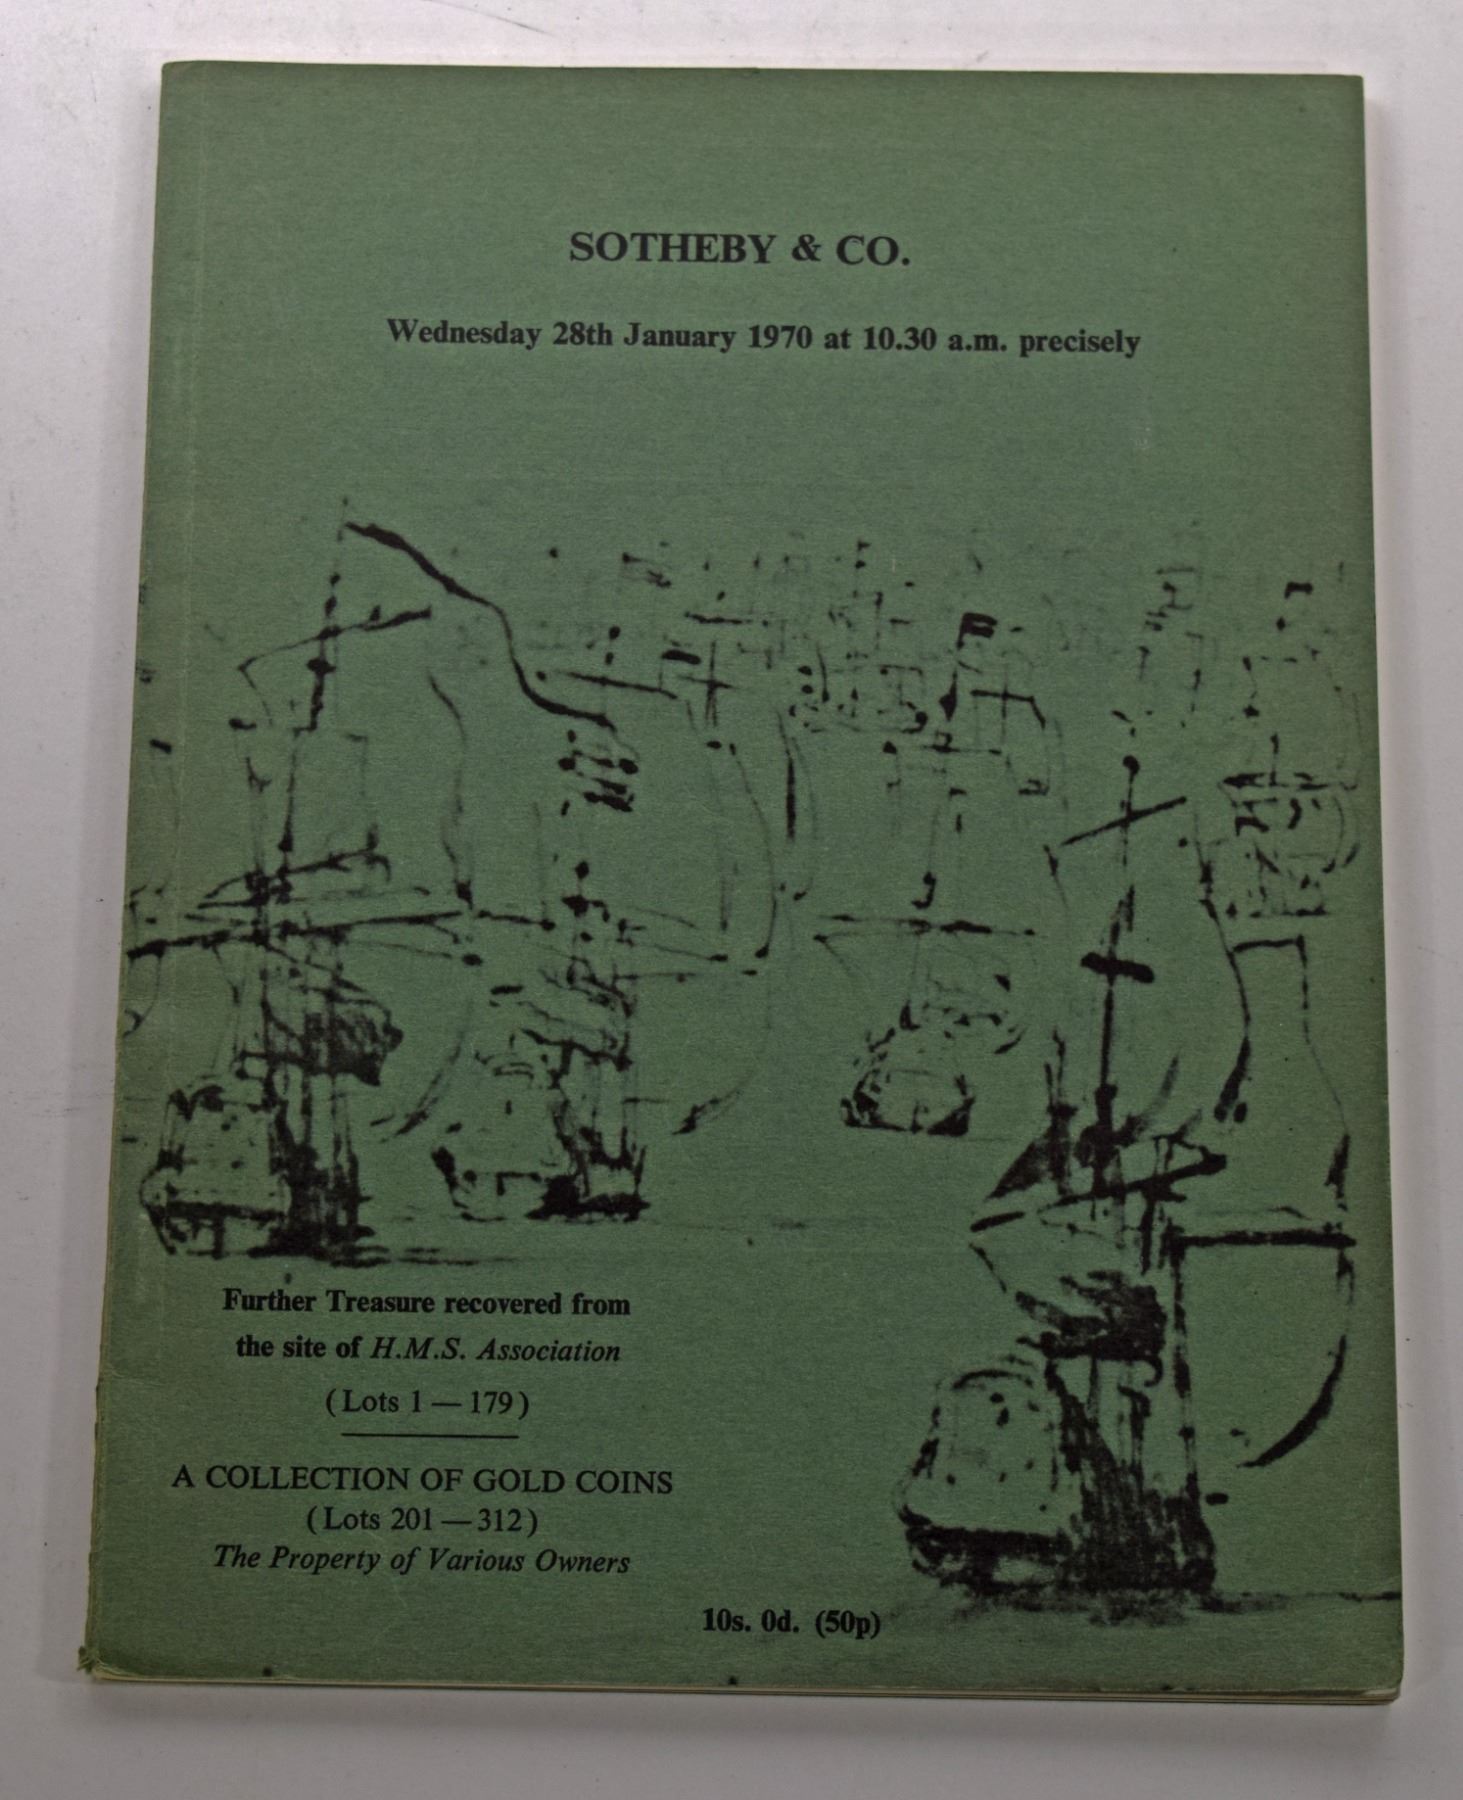 SOTHEBY & CO.
Wednesday 28th January 1970 at 10.30 a.m. precisely
Further Treasure recovered from
the site of H.M.S. Association
(Lots 1 — 179)
A COLLECTION OF GOLD COINS
(Lots 201 — 312)
The Property of Various Owners
10s. 0d. (50p)